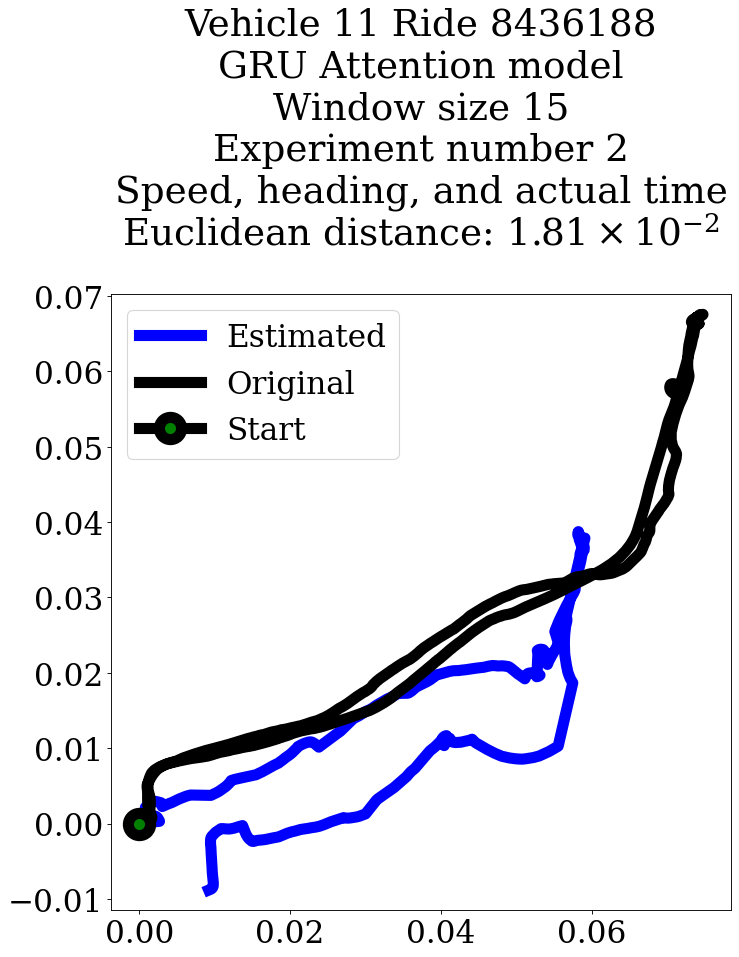 Vehicle 11 Ride 8436188
GRU Attention model
Window size 15
Experiment number 2
Speed, heading, and actual time
Euclidean distance: $1.81 \times 10^{-2}$
0.07
0.06
0.05
0.04
0.03
0.02
0.01
0.00
−0.01
Estimated
Original
Start
0.00 0.02 0.04 0.06